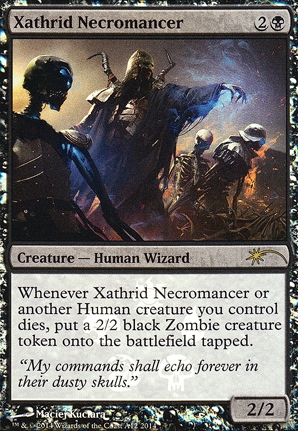 Xathrid Necromancer 2
Creature — Human Wizard
Whenever Xathrid Necromancer or
another Human creature you control
dies, put a 2/2 black Zombie creature
token onto the battlefield tapped.
“My commands shall echo forever in
their dusty skulls.”
Maciej Kuciara
™ & © 2014 Wizards of the Coast A12 2014
2/2